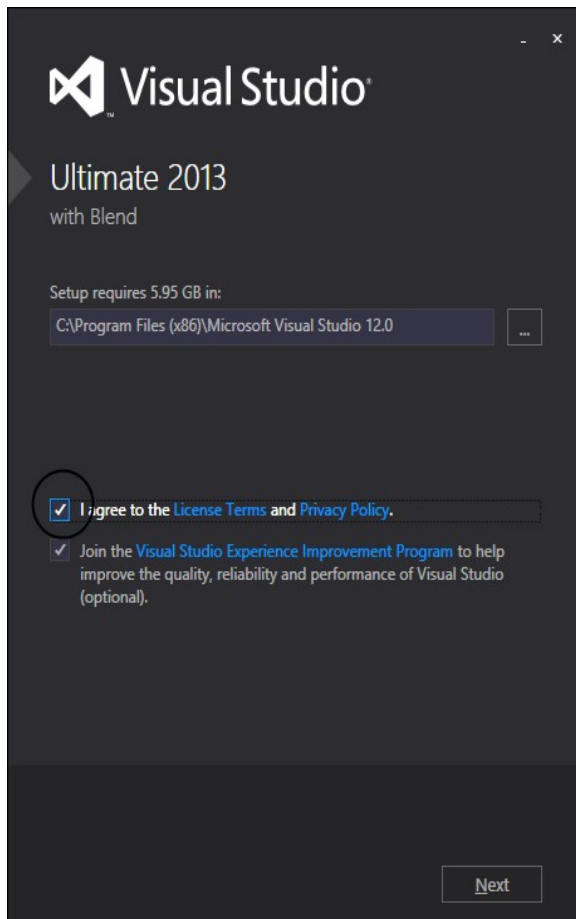 Visual Studio®
™
Ultimate 2013
with Blend
Setup requires 5.95 GB in:
C:\Program Files (x86)\Microsoft Visual Studio 12.0
...
I agree to the License Terms and Privacy Policy.
Join the Visual Studio Experience Improvement Program to help
improve the quality, reliability and performance of Visual Studio
(optional).
Next